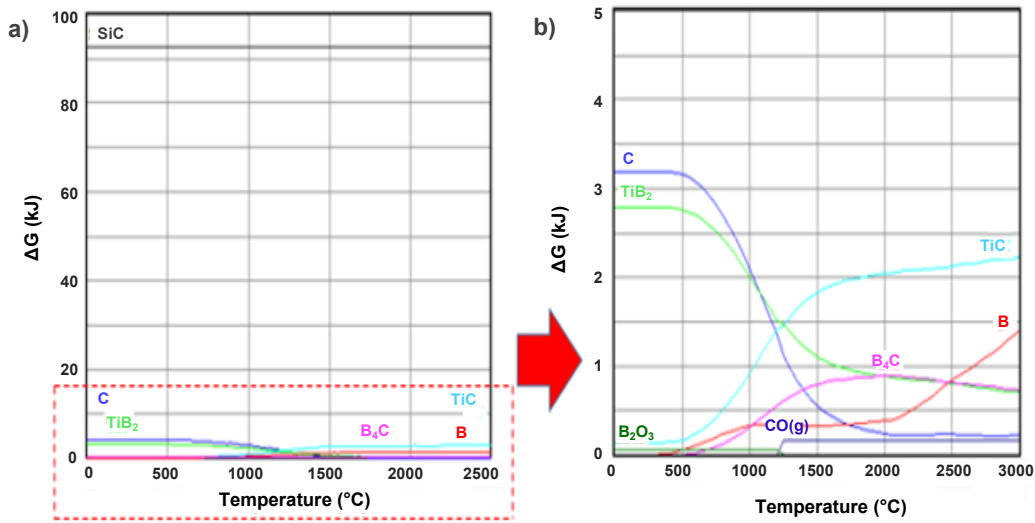 a)
ΔG (kJ)
100
80
60
40
20
0
SiC
C
TiB₂
TiC
B₄C
B
0 500 1000 1500 2000 2500
Temperature (°C)
b)
ΔG (kJ)
5
4
3
2
1
0
C
TiB₂
TiC
B
B₄C
B₂O₃
CO(g)
0 500 1000 1500 2000 2500 3000
Temperature (°C)